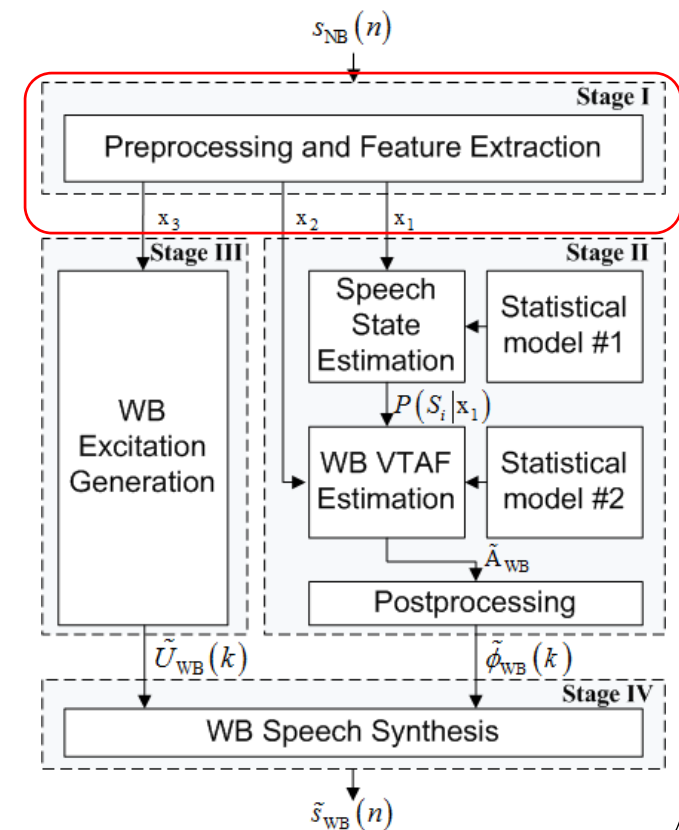 s_NB(n)
Stage I
Preprocessing and Feature Extraction
x_3 x_2 x_1
Stage III Stage II
Speech
State
Estimation
Statistical
model #1
P(S_i|x_1)
WB
Excitation
Generation
WB VTAF
Estimation
Statistical
model #2
Ã_WB
Postprocessing
Ũ_WB(k) φ̃̇_WB(k)
Stage IV
WB Speech Synthesis
s̃_WB(n)